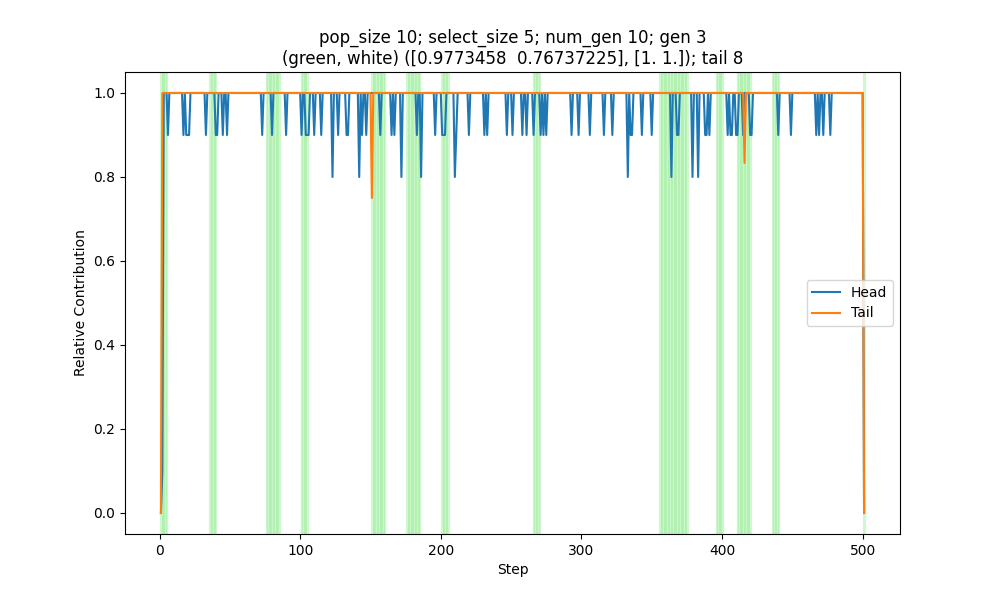 pop_size 10; select_size 5; num_gen 10; gen 3
(green, white) ([0.9773458  0.76737225], [1. 1.]); tail 8
Relative Contribution
1.0
0.8
0.6
0.4
0.2
0.0
Head
Tail
0 100 200 300 400 500
Step